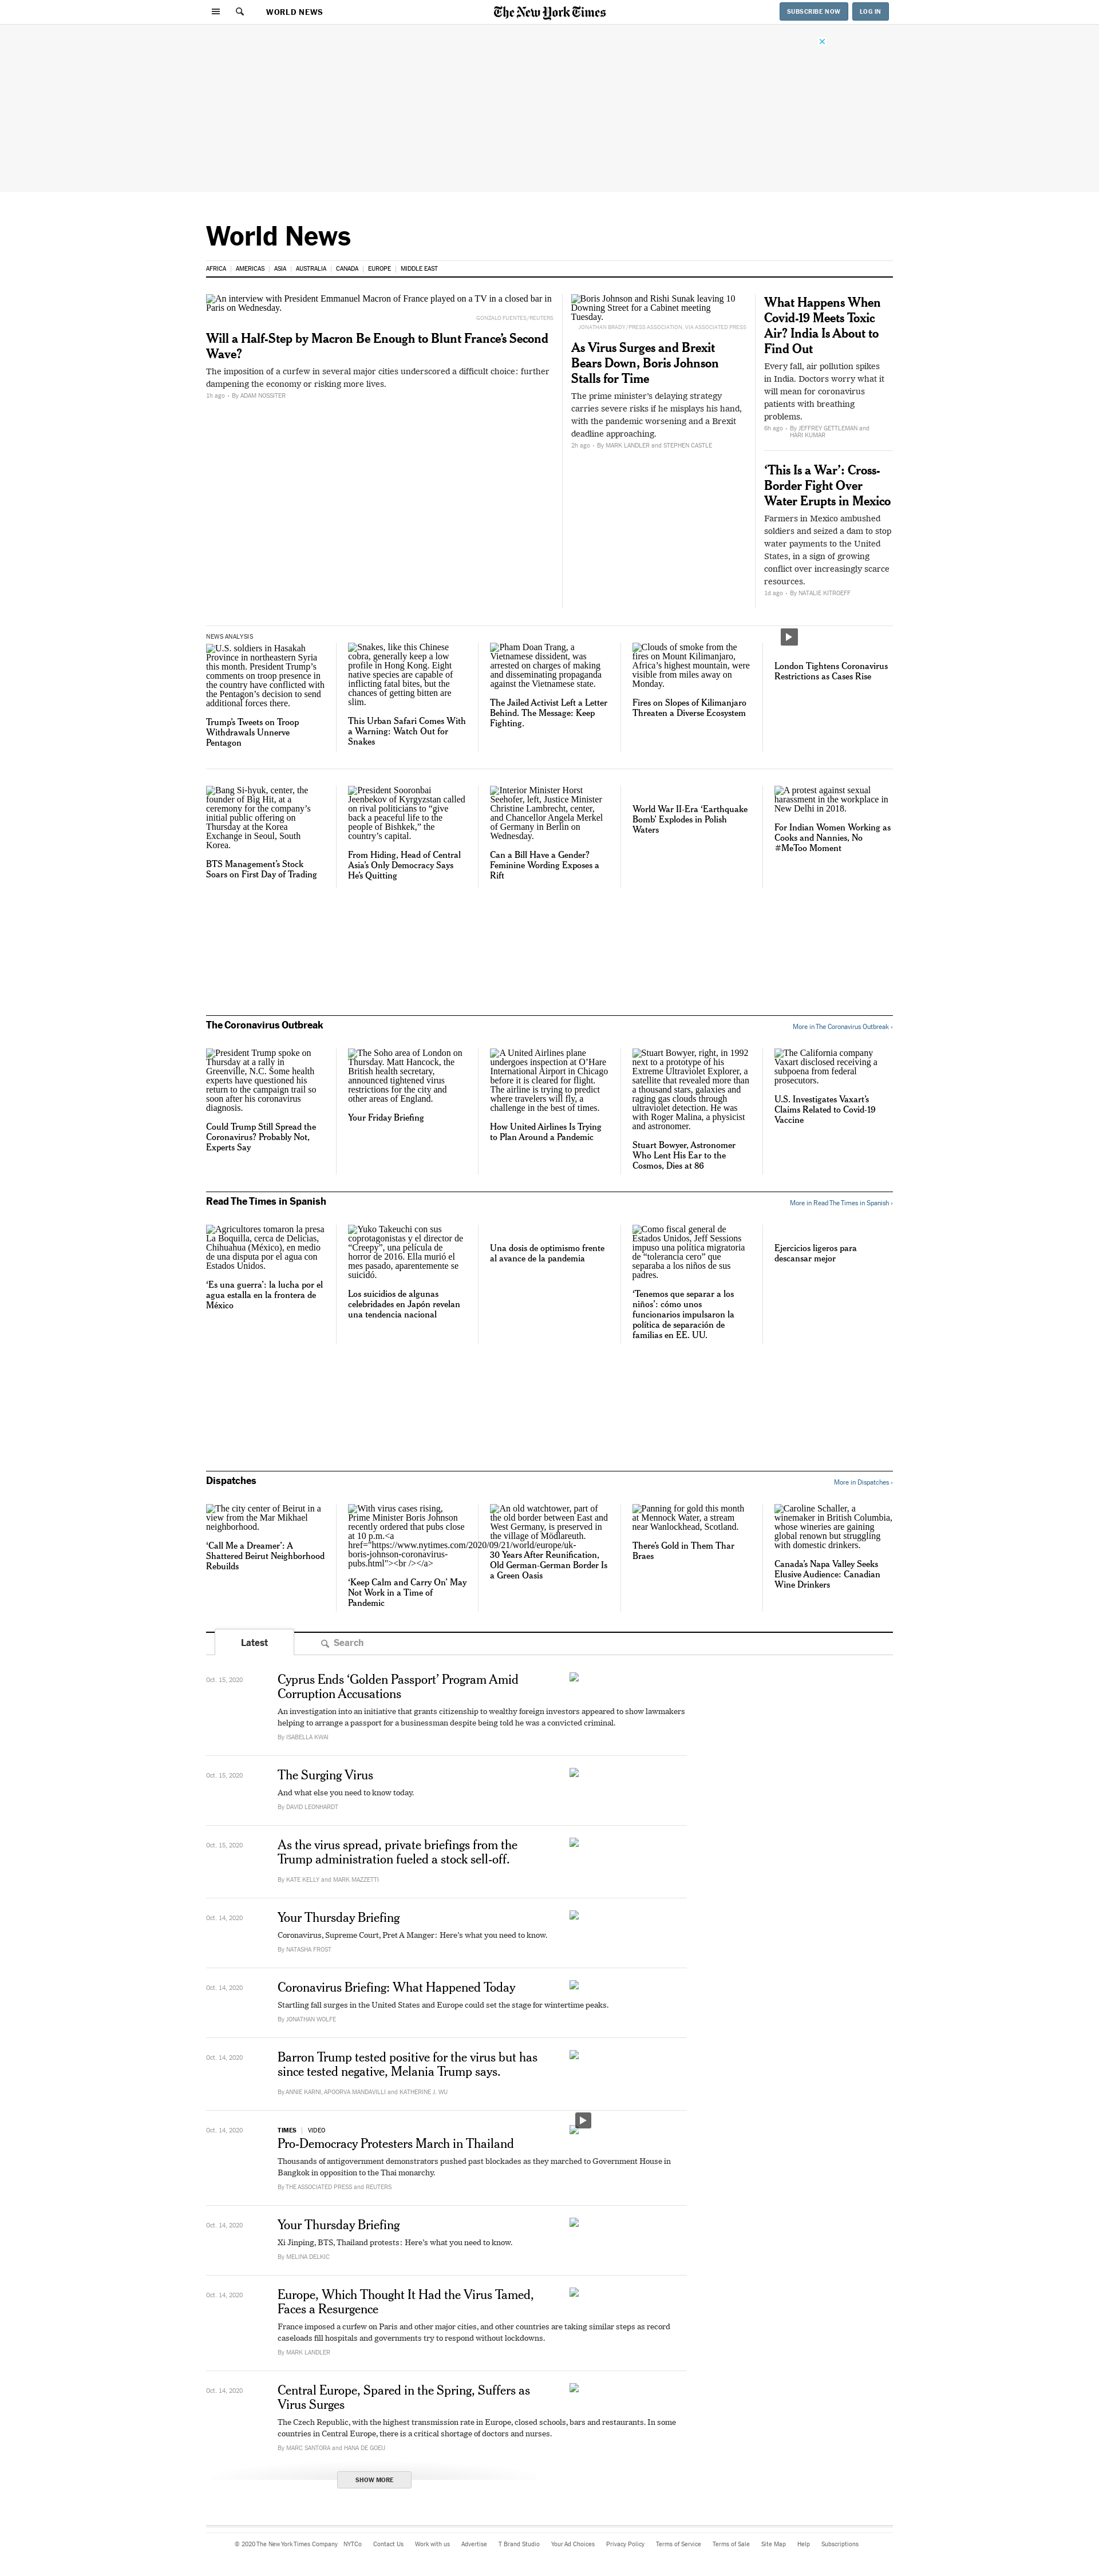 WORLD NEWS
The New York Times
SUBSCRIBE NOW
LOG IN
World News
AFRICA | AMERICAS | ASIA | AUSTRALIA | CANADA | EUROPE | MIDDLE EAST
An interview with President Emmanuel Macron of France played on a TV in a closed bar in
Paris on Wednesday.
GONZALO FUENTES/REUTERS
Will a Half-Step by Macron Be Enough to Blunt France's Second
Wave?
The imposition of a curfew in several major cities underscored a difficult choice: further
dampening the economy or risking more lives.
1h ago · By ADAM NOSSITER
Boris Johnson and Rishi Sunak leaving 10
Downing Street for a Cabinet meeting
Tuesday.
JONATHAN BRADY/PRESS ASSOCIATION, VIA ASSOCIATED PRESS
As Virus Surges and Brexit
Bears Down, Boris Johnson
Stalls for Time
The prime minister's delaying strategy
carries severe risks if he misplays his hand,
with the pandemic worsening and a Brexit
deadline approaching.
2h ago · By MARK LANDLER and STEPHEN CASTLE
What Happens When
Covid-19 Meets Toxic
Air? India Is About to
Find Out
Every fall, air pollution spikes
in India. Doctors worry what it
will mean for coronavirus
patients with breathing
problems.
6h ago · By JEFFREY GETTLEMAN and
HARI KUMAR
‘This Is a War’: Cross-
Border Fight Over
Water Erupts in Mexico
Farmers in Mexico ambushed
soldiers and seized a dam to stop
water payments to the United
States, in a sign of growing
conflict over increasingly scarce
resources.
1d ago · By NATALIE KITROEFF
NEWS ANALYSIS
U.S. soldiers in Hasakah
Province in northeastern Syria
this month. President Trump’s
comments on troop presence in
the country have conflicted with
the Pentagon’s decision to send
additional forces there.
Trump’s Tweets on Troop
Withdrawals Unnerve
Pentagon
Snakes, like this Chinese
cobra, generally keep a low
profile in Hong Kong. Eight
native species are capable of
inflicting fatal bites, but the
chances of getting bitten are
slim.
This Urban Safari Comes With
a Warning: Watch Out for
Snakes
Pham Doan Trang, a
Vietnamese dissident, was
arrested on charges of making
and disseminating propaganda
against the Vietnamese state.
The Jailed Activist Left a Letter
Behind. The Message: Keep
Fighting.
Clouds of smoke from the
fires on Mount Kilimanjaro,
Africa’s highest mountain, were
visible from miles away on
Monday.
Fires on Slopes of Kilimanjaro
Threaten a Diverse Ecosystem
London Tightens Coronavirus
Restrictions as Cases Rise
Bang Si-hyuk, center, the
founder of Big Hit, at a
ceremony for the company’s
initial public offering on
Thursday at the Korea
Exchange in Seoul, South
Korea.
BTS Management’s Stock
Soars on First Day of Trading
President Sooronbai
Jeenbekov of Kyrgyzstan called
on rival politicians to “give
back a peaceful life to the
people of Bishkek,” the
country’s capital.
From Hiding, Head of Central
Asia’s Only Democracy Says
He’s Quitting
Interior Minister Horst
Seehofer, left, Justice Minister
Christine Lambrecht, center,
and Chancellor Angela Merkel
of Germany in Berlin on
Wednesday.
Can a Bill Have a Gender?
Feminine Wording Exposes a
Rift
World War II-Era ‘Earthquake
Bomb’ Explodes in Polish
Waters
A protest against sexual
harassment in the workplace in
New Delhi in 2018.
For Indian Women Working as
Cooks and Nannies, No
#MeToo Moment
The Coronavirus Outbreak
More in The Coronavirus Outbreak ›
President Trump spoke on
Thursday at a rally in
Greenville, N.C. Some health
experts have questioned his
return to the campaign trail so
soon after his coronavirus
diagnosis.
Could Trump Still Spread the
Coronavirus? Probably Not,
Experts Say
The Soho area of London on
Thursday. Matt Hancock, the
British health secretary,
announced tightened virus
restrictions for the city and
other areas of England.
Your Friday Briefing
A United Airlines plane
undergoes inspection at O’Hare
International Airport in Chicago
before it is cleared for flight.
The airline is trying to predict
where travelers will fly, a
challenge in the best of times.
How United Airlines Is Trying
to Plan Around a Pandemic
Stuart Bowyer, right, in 1992
next to a prototype of his
Extreme Ultraviolet Explorer, a
satellite that revealed more than
a thousand stars, galaxies and
raging gas clouds through
ultraviolet detection. He was
with Roger Malina, a physicist
and astronomer.
Stuart Bowyer, Astronomer
Who Lent His Ear to the
Cosmos, Dies at 86
The California company
Vaxart disclosed receiving a
subpoena from federal
prosecutors.
U.S. Investigates Vaxart’s
Claims Related to Covid-19
Vaccine
Read The Times in Spanish
More in Read The Times in Spanish ›
Agricultores tomaron la presa
La Boquilla, cerca de Delicias,
Chihuahua (México), en medio
de una disputa por el agua con
Estados Unidos.
‘Es una guerra’: la lucha por el
agua estalla en la frontera de
México
Yuko Takeuchi con sus
coprotagonistas y el director de
“Creepy”, una película de
horror de 2016. Ella murió el
mes pasado, aparentemente se
suicidó.
Los suicidios de algunas
celebridades en Japón revelan
una tendencia nacional
Una dosis de optimismo frente
al avance de la pandemia
Como fiscal general de
Estados Unidos, Jeff Sessions
impuso una política migratoria
de “tolerancia cero” que
separaba a los niños de sus
padres.
‘Tenemos que separar a los
niños’: cómo unos
funcionarios impulsaron la
política de separación de
familias en EE. UU.
Ejercicios ligeros para
descansar mejor
Dispatches
More in Dispatches ›
The city center of Beirut in a
view from the Mar Mikhael
neighborhood.
‘Call Me a Dreamer’: A
Shattered Beirut Neighborhood
Rebuilds
With virus cases rising,
Prime Minister Boris Johnson
recently ordered that pubs close
at 10 p.m.<a
href="https://www.nytimes.com/2020/09/21/world/europe/uk-
boris-johnson-coronavirus-
pubs.html"><br /></a>
‘Keep Calm and Carry On’ May
Not Work in a Time of
Pandemic
An old watchtower, part of
the old border between East and
West Germany, is preserved in
the village of Mödlareuth.
30 Years After Reunification,
Old German-German Border Is
a Green Oasis
Panning for gold this month
at Mennock Water, a stream
near Wanlockhead, Scotland.
There’s Gold in Them Thar
Braes
Caroline Schaller, a
winemaker in British Columbia,
whose wineries are gaining
global renown but struggling
with domestic drinkers.
Canada’s Napa Valley Seeks
Elusive Audience: Canadian
Wine Drinkers
Latest
Search
Oct. 15, 2020
Cyprus Ends ‘Golden Passport’ Program Amid
Corruption Accusations
An investigation into an initiative that grants citizenship to wealthy foreign investors appeared to show lawmakers
helping to arrange a passport for a businessman despite being told he was a convicted criminal.
By ISABELLA KWAI
Oct. 15, 2020
The Surging Virus
And what else you need to know today.
By DAVID LEONHARDT
Oct. 15, 2020
As the virus spread, private briefings from the
Trump administration fueled a stock sell-off.
By KATE KELLY and MARK MAZZETTI
Oct. 14, 2020
Your Thursday Briefing
Coronavirus, Supreme Court, Pret A Manger: Here’s what you need to know.
By NATASHA FROST
Oct. 14, 2020
Coronavirus Briefing: What Happened Today
Startling fall surges in the United States and Europe could set the stage for wintertime peaks.
By JONATHAN WOLFE
Oct. 14, 2020
Barron Trump tested positive for the virus but has
since tested negative, Melania Trump says.
By ANNIE KARNI, APOORVA MANDAVILLI and KATHERINE J. WU
Oct. 14, 2020
TIMES | VIDEO
Pro-Democracy Protesters March in Thailand
Thousands of antigovernment demonstrators pushed past blockades as they marched to Government House in
Bangkok in opposition to the Thai monarchy.
By THE ASSOCIATED PRESS and REUTERS
Oct. 14, 2020
Your Thursday Briefing
Xi Jinping, BTS, Thailand protests: Here’s what you need to know.
By MELINA DELKIC
Oct. 14, 2020
Europe, Which Thought It Had the Virus Tamed,
Faces a Resurgence
France imposed a curfew on Paris and other major cities, and other countries are taking similar steps as record
caseloads fill hospitals and governments try to respond without lockdowns.
By MARK LANDLER
Oct. 14, 2020
Central Europe, Spared in the Spring, Suffers as
Virus Surges
The Czech Republic, with the highest transmission rate in Europe, closed schools, bars and restaurants. In some
countries in Central Europe, there is a critical shortage of doctors and nurses.
By MARC SANTORA and HANA DE GOEIJ
SHOW MORE
© 2020 The New York Times Company NYTCo Contact Us Work with us Advertise T Brand Studio Your Ad Choices Privacy Policy Terms of Service Terms of Sale Site Map Help Subscriptions